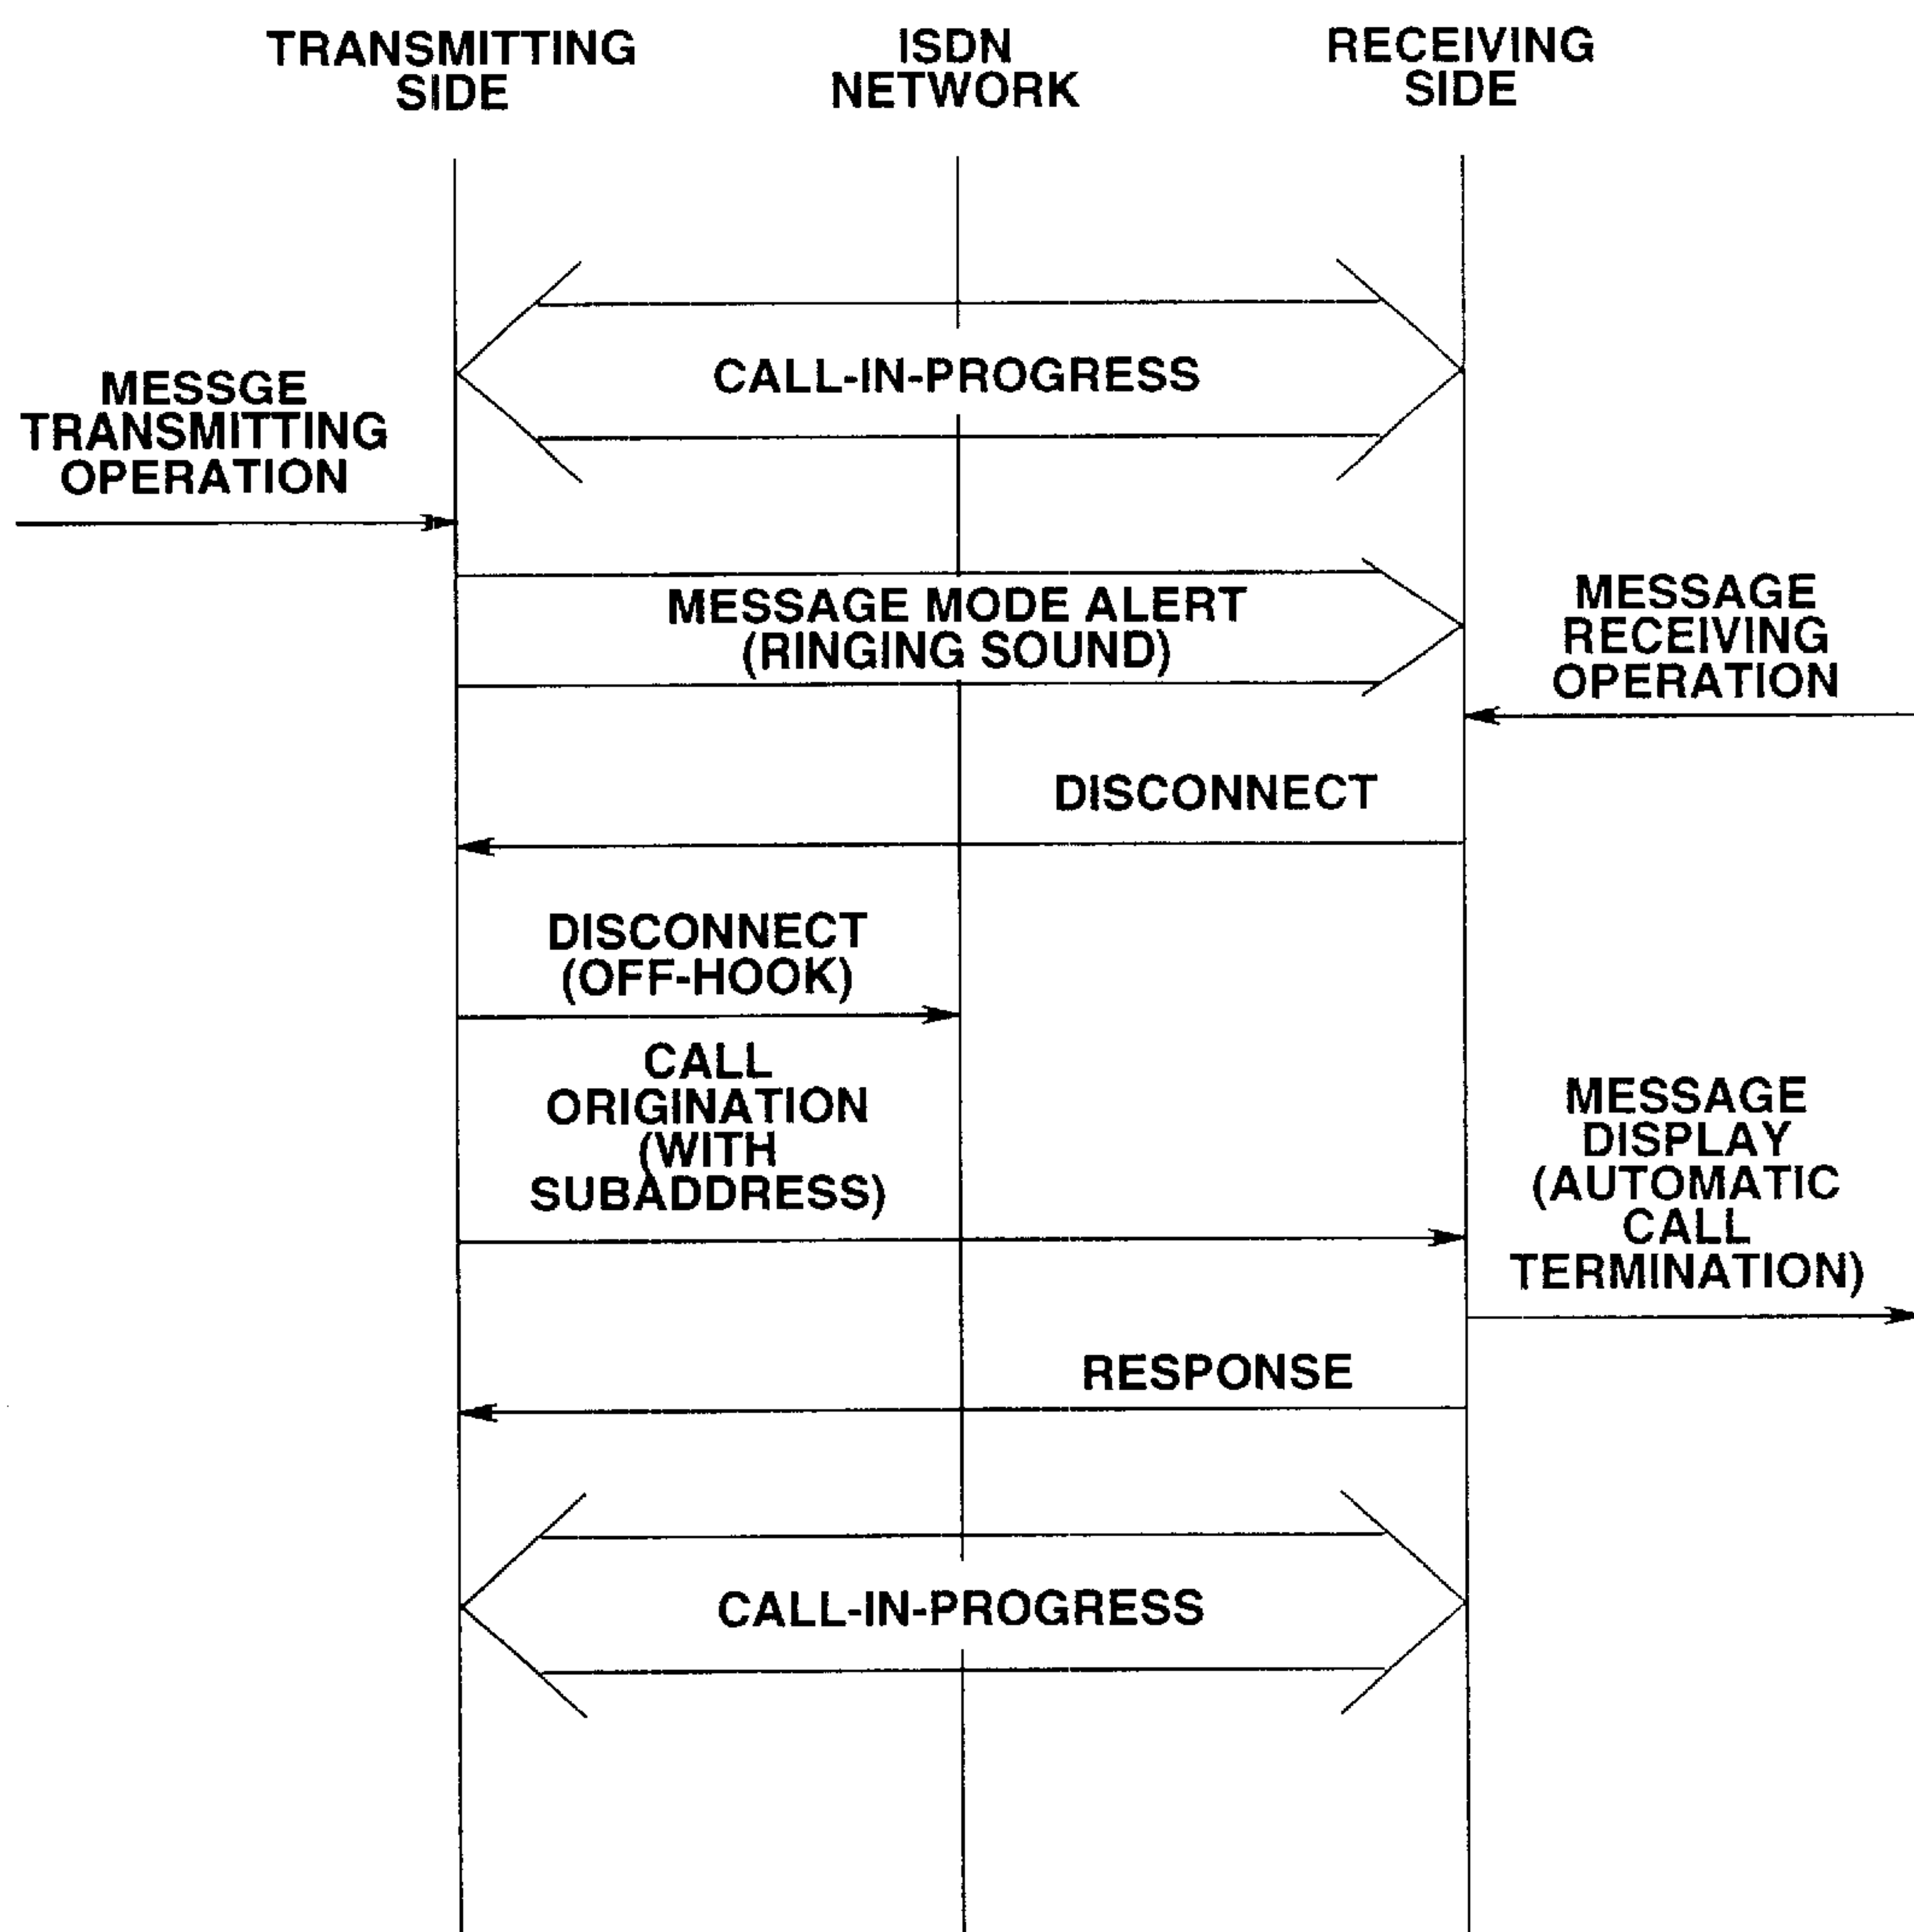 TRANSMITTING
SIDE
ISDN
NETWORK
RECEIVING
SIDE
CALL-IN-PROGRESS
MESSGE
TRANSMITTING
OPERATION
MESSAGE MODE ALERT
(RINGING SOUND)
MESSAGE
RECEIVING
OPERATION
DISCONNECT
DISCONNECT
(OFF-HOOK)
CALL
ORIGINATION
(WITH
SUBADDRESS)
MESSAGE
DISPLAY
(AUTOMATIC
CALL
TERMINATION)
RESPONSE
CALL-IN-PROGRESS